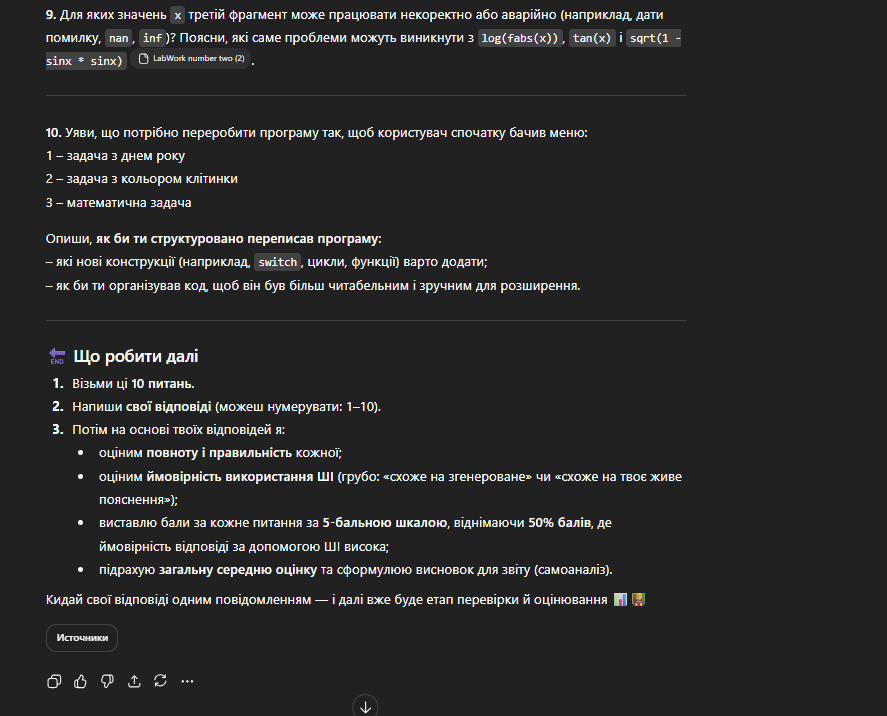 9. Для яких значень x третій фрагмент може працювати некоректно або аварійно (наприклад, дати
помилку, nan, inf)? Поясни, які саме проблеми можуть виникнути з log(fabs(x)), tan(x) і sqrt(1 -
sinx * sinx) LabWork number two (2) .
10. Уяви, що потрібно переробити програму так, щоб користувач спочатку бачив меню:
1 – задача з днем року
2 – задача з кольором клітинки
3 – математична задача
Опиши, як би ти структуровано переписав програму:
– які нові конструкції (наприклад, switch, цикли, функції) варто додати;
– як би ти організував код, щоб він був більш читабельним і зручним для розширення.
🔚 Що робити далі
1. Візьми ці 10 питань.
2. Напиши свої відповіді (можеш нумерувати: 1–10).
3. Потім на основі твоїх відповідей я:
• оціним повноту і правильність кожної;
• оціним ймовірність використання ШІ (грубо: «схоже на згенероване» чи «схоже на твоє живе
пояснення»);
• виставлю бали за кожне питання за 5-бальною шкалою, віднімаючи 50% балів, де
ймовірність відповіді за допомогою ШІ висока;
• підрахую загальну середню оцінку та сформулюю висновок для звіту (самоаналіз).
Кидай свої відповіді одним повідомленням — і далі вже буде етап перевірки й оцінювання
Источники